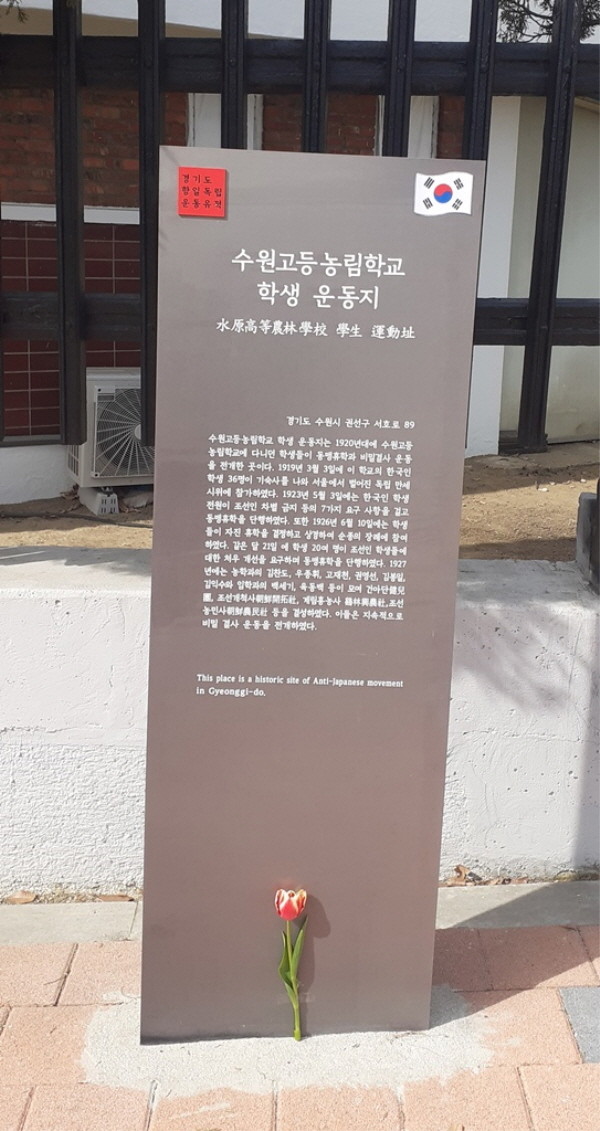 경기도
항일독립
운동유적
수원고등농림학교
학생 운동지
水原高等農林學校 學生 運動址
경기도 수원시 권선구 서호로 89
수원고등농림학교 학생 운동지는 1920년대에 수원고등
농림학교에 다니던 학생들이 동맹휴학과 비밀결사 운동
을 전개한 곳이다. 1919년 3월 3일에 이 학교의 한국인
학생 36명이 기숙사를 나와 서울에서 벌어진 독립 만세
시위에 참가하였다. 1923년 5월 3일에는 한국인 학생
전원이 조선인 차별 금지 등의 7가지 요구 사항을 걸고
동맹휴학을 단행하였다. 또한 1926년 6월 10일에는 학생
들이 자진 휴학을 결정하고 상경하여 순종의 장례에 참여
하였다. 같은 달 21일 에 학생 20여 명이 조선인 학생들에
대한 처우 개선을 요구하며 동맹휴학을 단행하였다. 1927
년에는 농학과의 김찬도, 우종휘, 고재천, 권영선, 김봉일,
김익수와 임학과의 백세기, 육동백 등이 모여 건아단健兒
團, 조선개척사朝鮮開拓社, 계림흥농사 鷄林興農社, 조선
농민사朝鮮農民社 등을 결성하였다. 이들은 지속적으로
비밀 결사 운동을 전개하였다.
This place is a historic site of Anti-Japanese movement
in Gyeonggi-do.